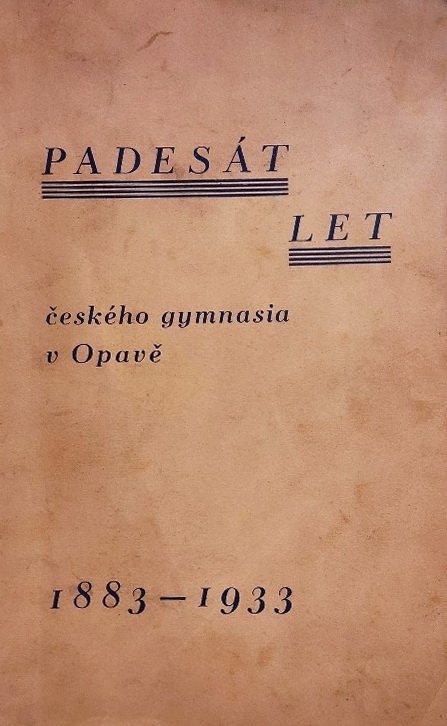 PADESÁT
LET
českého gymnasia
v Opavě
1883—1933